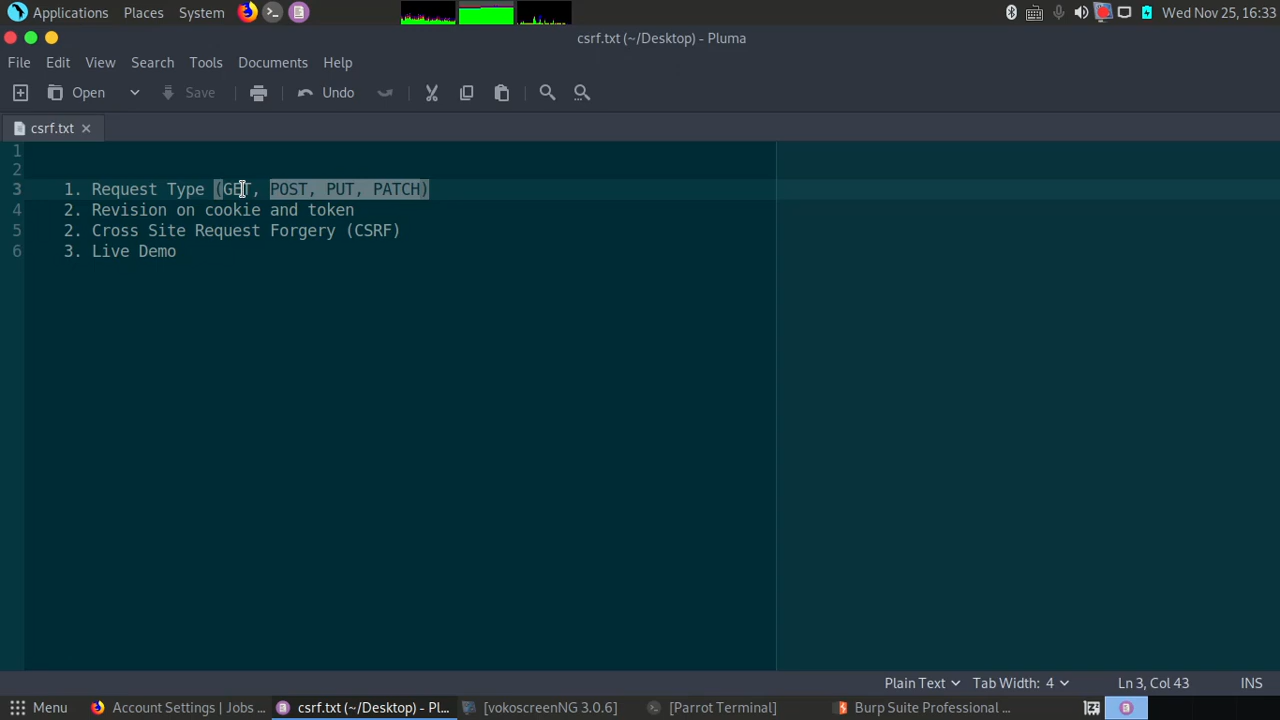 Applications Places System Wed Nov 25, 16:33
csrf.txt (~/Desktop) - Pluma
File Edit View Search Tools Documents Help
Open Save Undo
csrf.txt
1
2
3 1. Request Type (GET, POST, PUT, PATCH)
4 2. Revision on cookie and token
5 2. Cross Site Request Forgery (CSRF)
6 3. Live Demo
Plain Text Tab Width: 4 Ln 3, Col 43 INS
Menu Account Settings | Jobs ... csrf.txt (~/Desktop) - Pl... [vokoscreenNG 3.0.6] [Parrot Terminal] Burp Suite Professional ...